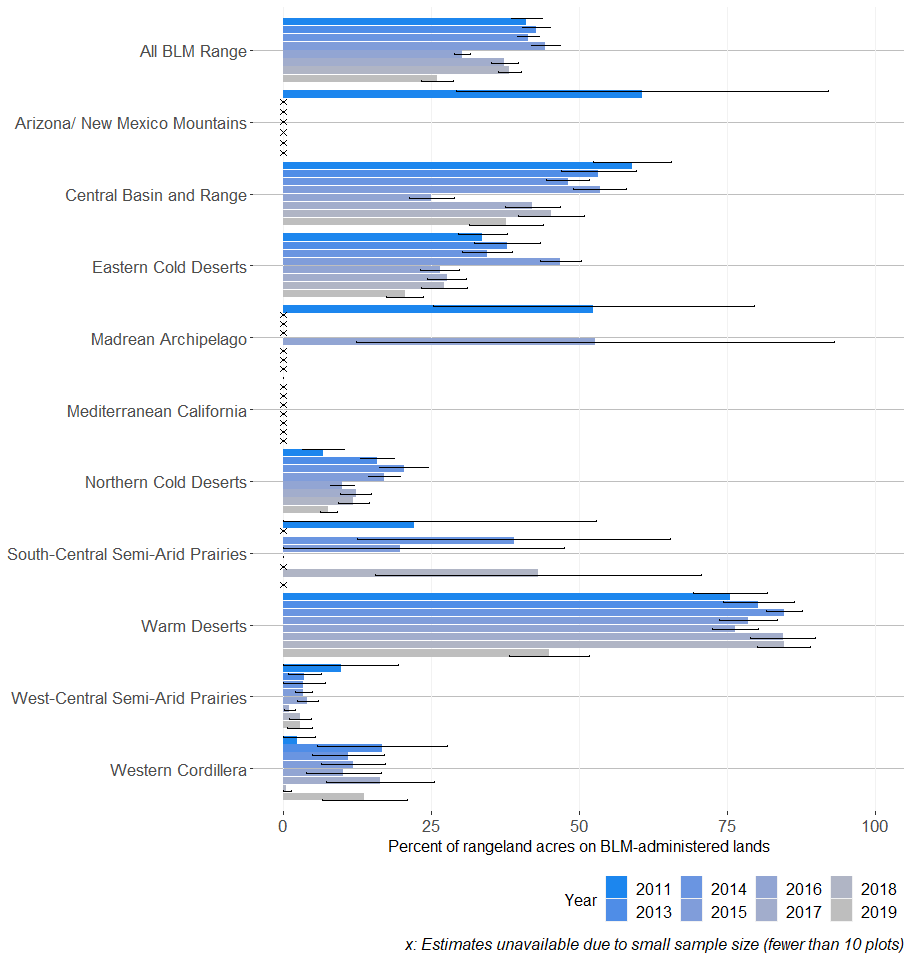 All BLM Range
Arizona/ New Mexico Mountains
Central Basin and Range
Eastern Cold Deserts
Madrean Archipelago
Mediterranean California
Northern Cold Deserts
South-Central Semi-Arid Prairies
Warm Deserts
West-Central Semi-Arid Prairies
Western Cordillera
0 25 50 75 100
Percent of rangeland acres on BLM-administered lands
Year
2011 2014 2016 2018
2013 2015 2017 2019
x: Estimates unavailable due to small sample size (fewer than 10 plots)